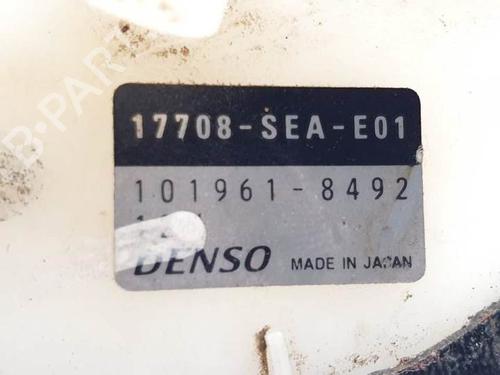 17708-SEA-E01
101961-8492
DENSO MADE IN JAPAN
B-PARTS